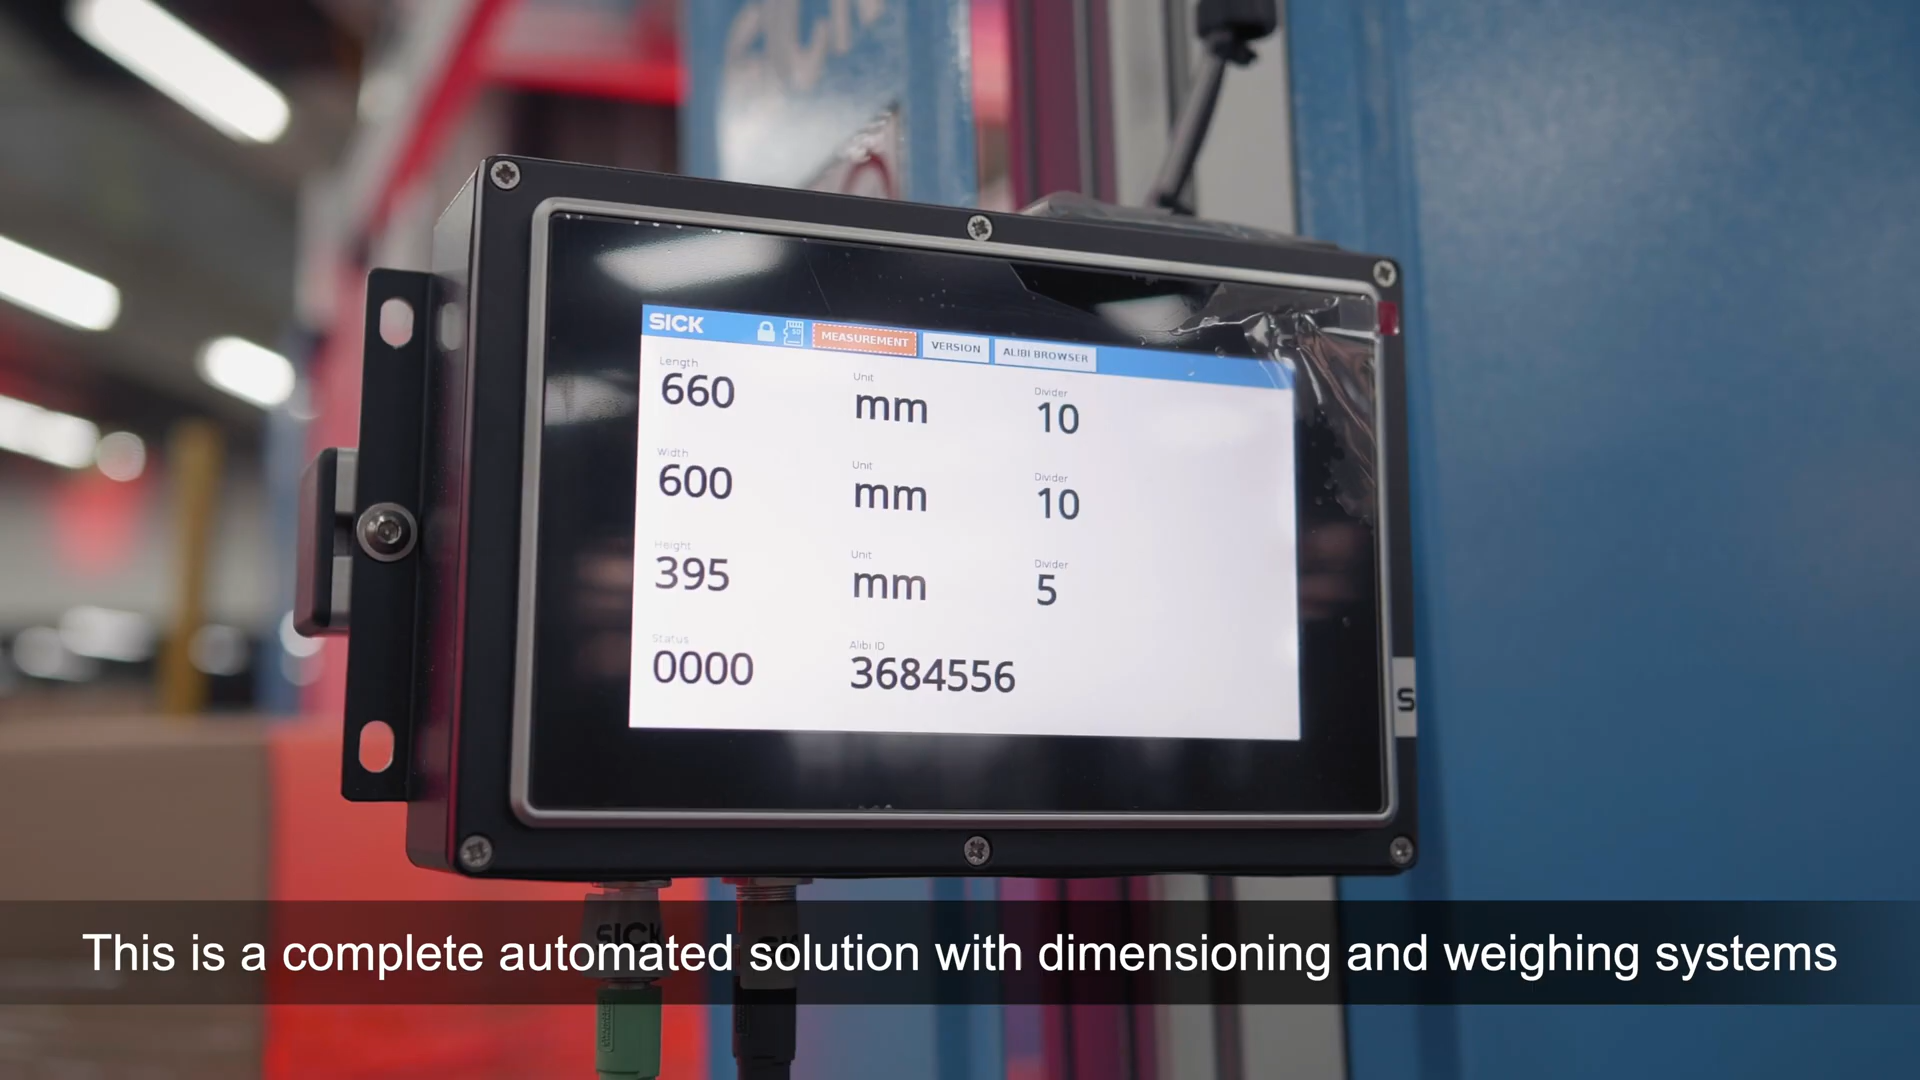 SICK MEASUREMENT VERSION ALIBI BROWSER
Length Unit Divider
660 mm 10
Width Unit Divider
600 mm 10
Height Unit Divider
395 mm 5
Status Alibi ID
0000 3684556
S
SICK
This is a complete automated solution with dimensioning and weighing systems